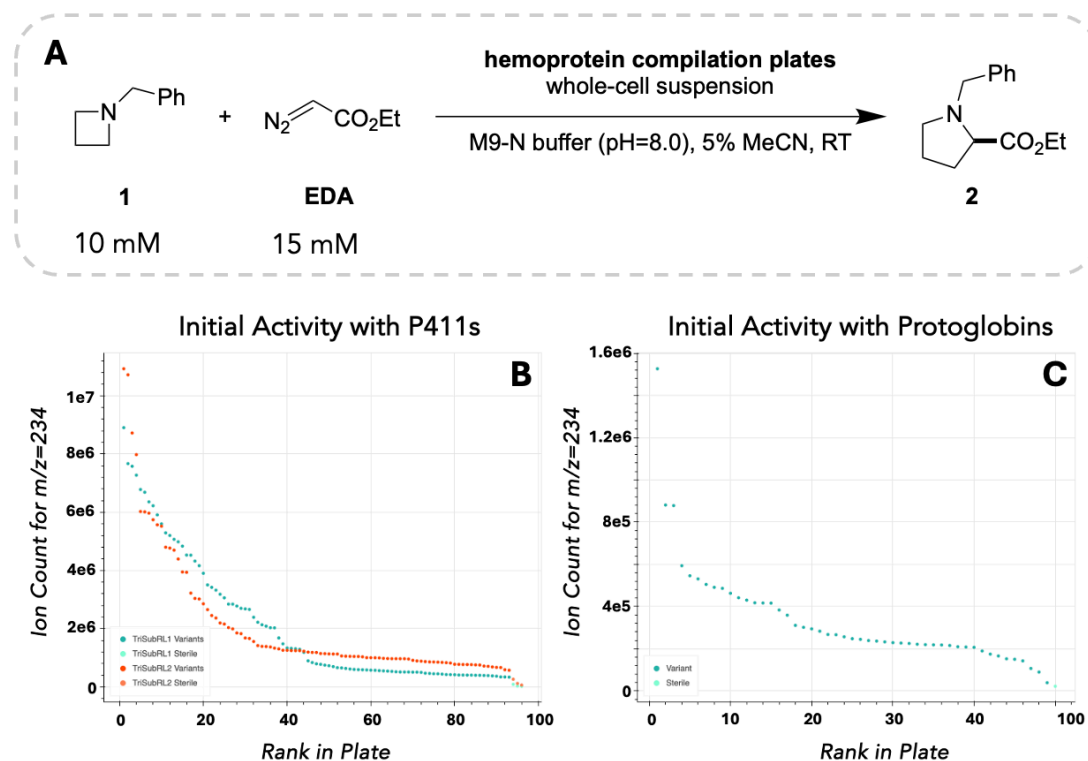 A
N
Ph
+
N2
CO2Et
hemoprotein compilation plates
whole-cell suspension
M9-N buffer (pH=8.0), 5% MeCN, RT
Ph
N
CO2Et
1
EDA
2
10 mM
15 mM
Initial Activity with P411s
B
Ion Count for m/z=234
1e7
8e6
6e6
4e6
2e6
0
TriSubRL1 Variants
TriSubRL1 Sterile
TriSubRL2 Variants
TriSubRL2 Sterile
0 20 40 60 80 100
Rank in Plate
Initial Activity with Protoglobins
C
Ion Count for m/z=234
1.6e6
1.2e6
8e5
4e5
0
Variant
Sterile
0 10 20 30 40 100
Rank in Plate